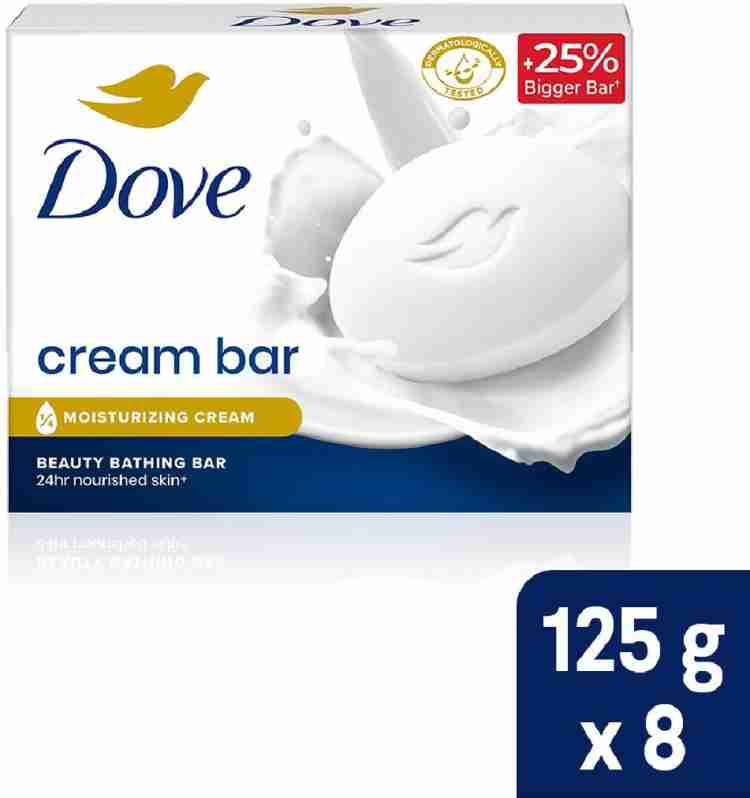 Dove
DERMATOLOGICALLY
TESTED
+25%
Bigger Bar†
Dove
cream bar
¼ MOISTURIZING CREAM
BEAUTY BATHING BAR
24hr nourished skin+
125 g
x 8